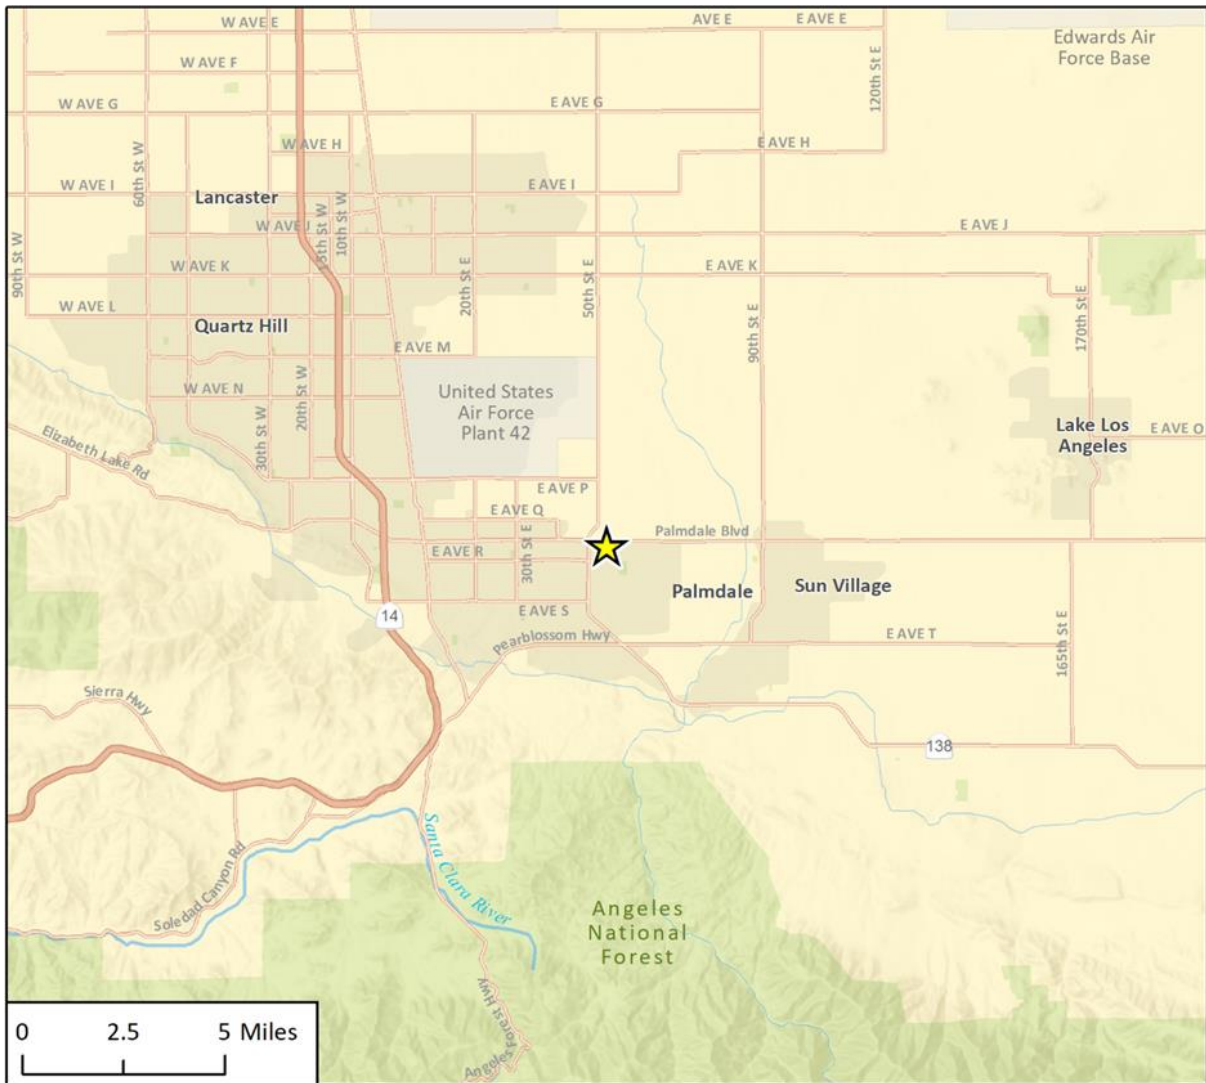 W AVE E
AVE E
E AVE E
Edwards Air
Force Base
W AVE F
120th St E
W AVE G
E AVE G
W AVE H
E AVE H
60th St W
W AVE I
E AVE I
Lancaster
15th St W
10th St W
W AVE J
E AVE J
90th St W
W AVE K
E AVE K
20th St E
50th St E
W AVE L
Quartz Hill
90th St E
170th St E
E AVE M
W AVE N
20th St W
30th St W
United States
Air Force
Plant 42
Lake Los
Angeles
E AVE O
Elizabeth Lake Rd
E AVE P
E AVE Q
30th St E
Palmdale Blvd
E AVE R
Palmdale
Sun Village
E AVE S
14
Pearblossom Hwy
E AVE T
165th St E
Sierra Hwy
138
Santa Clara River
Soledad Canyon Rd
Angeles
National
Forest
Angeles Forest Hwy
0 2.5 5 Miles